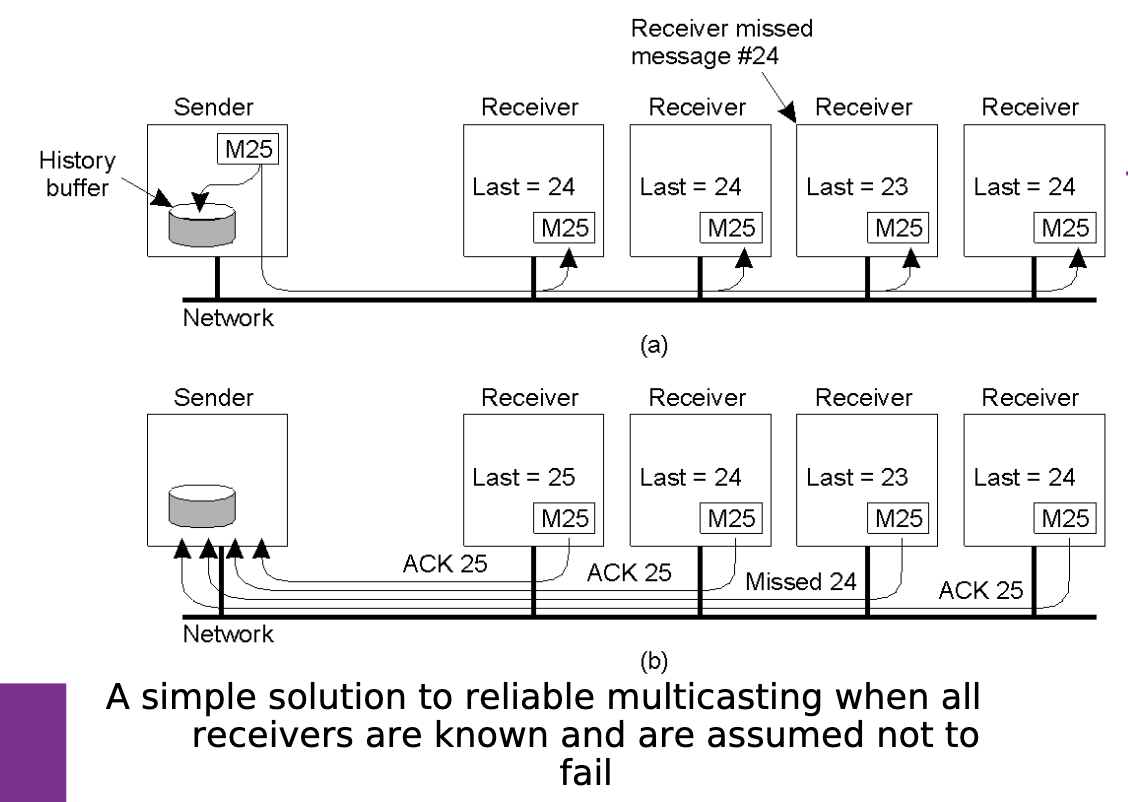 Receiver missed
message #24
Sender
Receiver
Receiver
Receiver
Receiver
History
buffer
M25
Last = 24
Last = 24
Last = 23
Last = 24
M25
M25
M25
M25
Network
(a)
Sender
Receiver
Receiver
Receiver
Receiver
Last = 25
Last = 24
Last = 23
Last = 24
M25
M25
M25
M25
ACK 25
ACK 25
Missed 24
ACK 25
Network
(b)
A simple solution to reliable multicasting when all
receivers are known and are assumed not to
fail